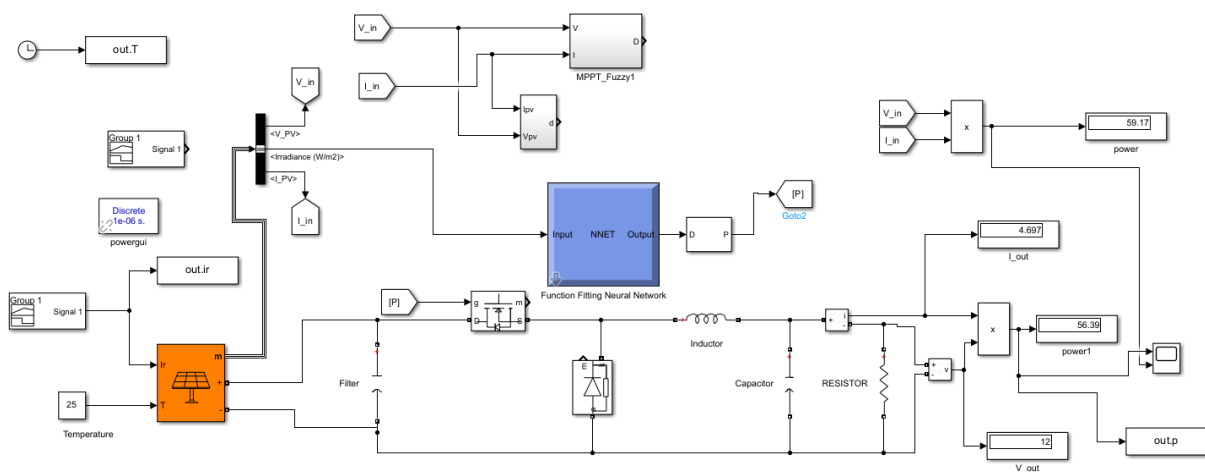 out.T
V_in
V
I
D
MPPT_Fuzzy1
I_in
Ipv
Vpv
d
V_in
<V_PV>
<Irradiance (W/m2)>
<I_PV>
I_in
Group 1
Signal 1
Discrete
1e-06 s.
powergui
V_in
I_in
x
59.17
power
Input
NNET
Output
Function Fitting Neural Network
D
P
[P]
Goto2
out.ir
Group 1
Signal 1
[P]
g
m
D
S
Inductor
+
i
-
4.697
I_out
x
56.39
power1
m
Ir
+
T
-
25
Temperature
Filter
E
Capacitor
RESISTOR
+
-
v
12
V_out
out.p